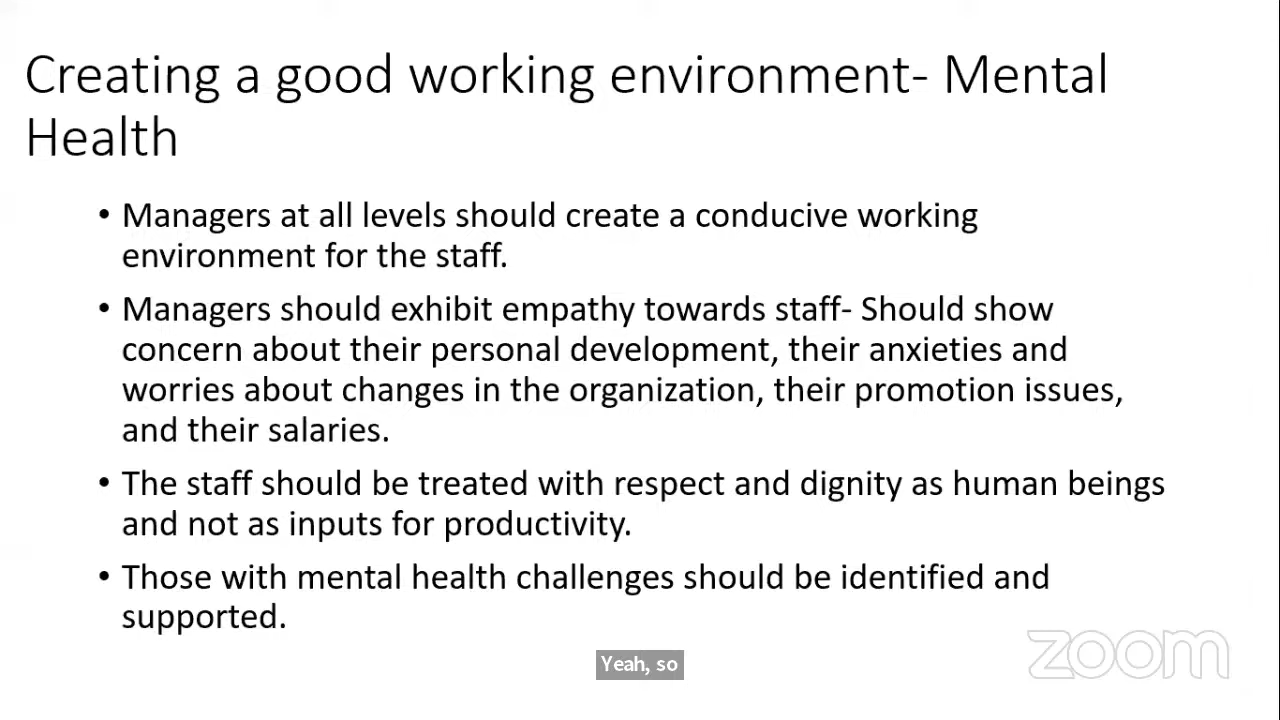 Creating a good working environment- Mental
Health
• Managers at all levels should create a conducive working
environment for the staff.
• Managers should exhibit empathy towards staff- Should show
concern about their personal development, their anxieties and
worries about changes in the organization, their promotion issues,
and their salaries.
• The staff should be treated with respect and dignity as human beings
and not as inputs for productivity.
• Those with mental health challenges should be identified and
supported.
zoom
Yeah, so